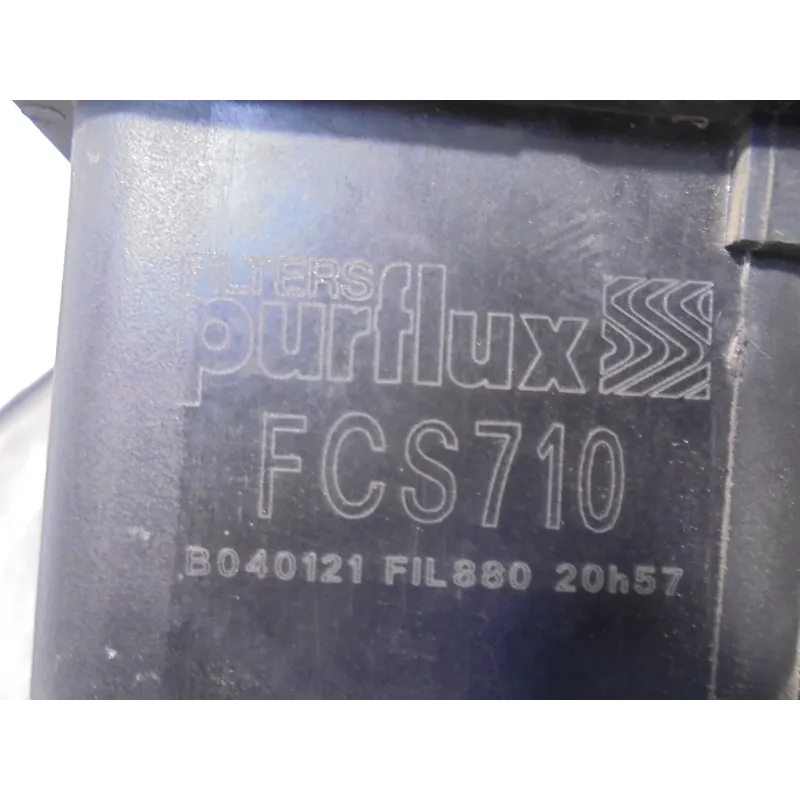 FILTERS
purflux
FCS710
B040121 FIL880 20h57